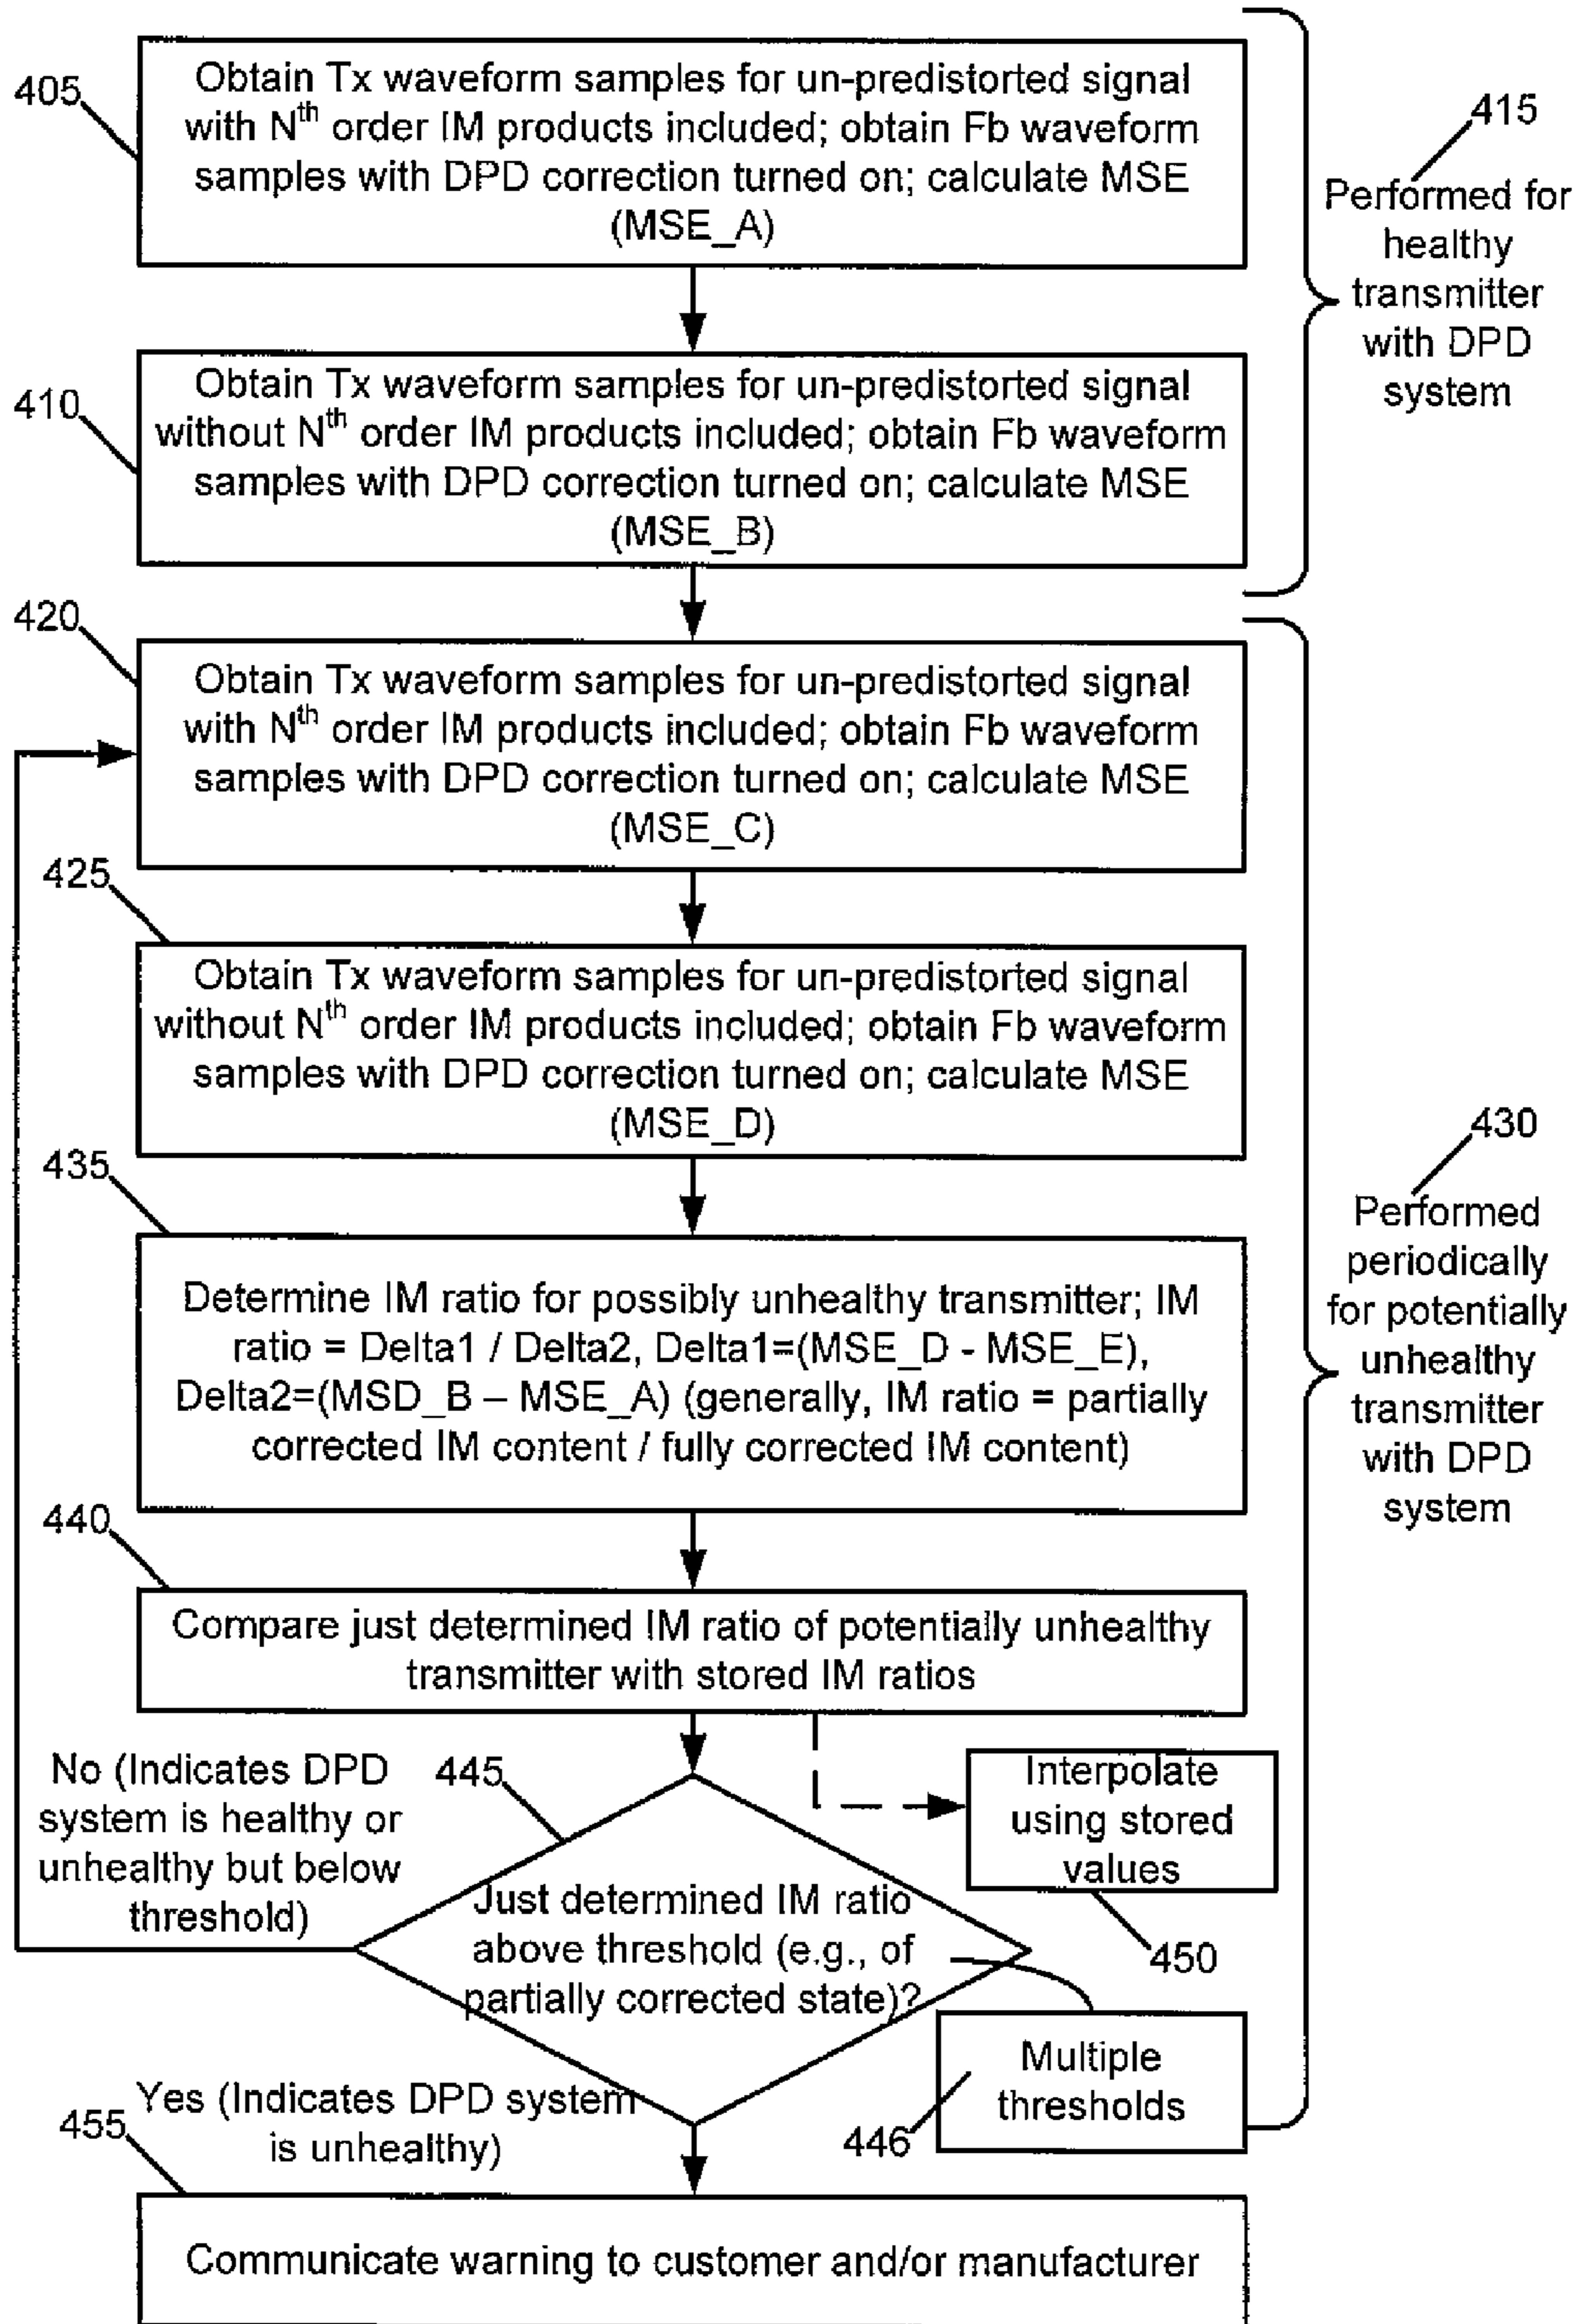 405
Obtain Tx waveform samples for un-predistorted signal
with Nth order IM products included; obtain Fb waveform
samples with DPD correction turned on; calculate MSE
(MSE_A)
415
Performed for
healthy
transmitter
with DPD
system
410
Obtain Tx waveform samples for un-predistorted signal
without Nth order IM products included; obtain Fb waveform
samples with DPD correction turned on; calculate MSE
(MSE_B)
420
Obtain Tx waveform samples for un-predistorted signal
with Nth order IM products included; obtain Fb waveform
samples with DPD correction turned on; calculate MSE
(MSE_C)
425
Obtain Tx waveform samples for un-predistorted signal
without Nth order IM products included; obtain Fb waveform
samples with DPD correction turned on; calculate MSE
(MSE_D)
430
Performed
periodically
for potentially
unhealthy
transmitter
with DPD
system
435
Determine IM ratio for possibly unhealthy transmitter; IM
ratio = Delta1 / Delta2, Delta1=(MSE_D - MSE_E),
Delta2=(MSD_B – MSE_A) (generally, IM ratio = partially
corrected IM content / fully corrected IM content)
440
Compare just determined IM ratio of potentially unhealthy
transmitter with stored IM ratios
No (Indicates DPD
system is healthy or
unhealthy but below
threshold)
445
Just determined IM ratio
above threshold (e.g., of
partially corrected state)?
Interpolate
using stored
values
450
Multiple
thresholds
446
Yes (Indicates DPD system
is unhealthy)
455
Communicate warning to customer and/or manufacturer